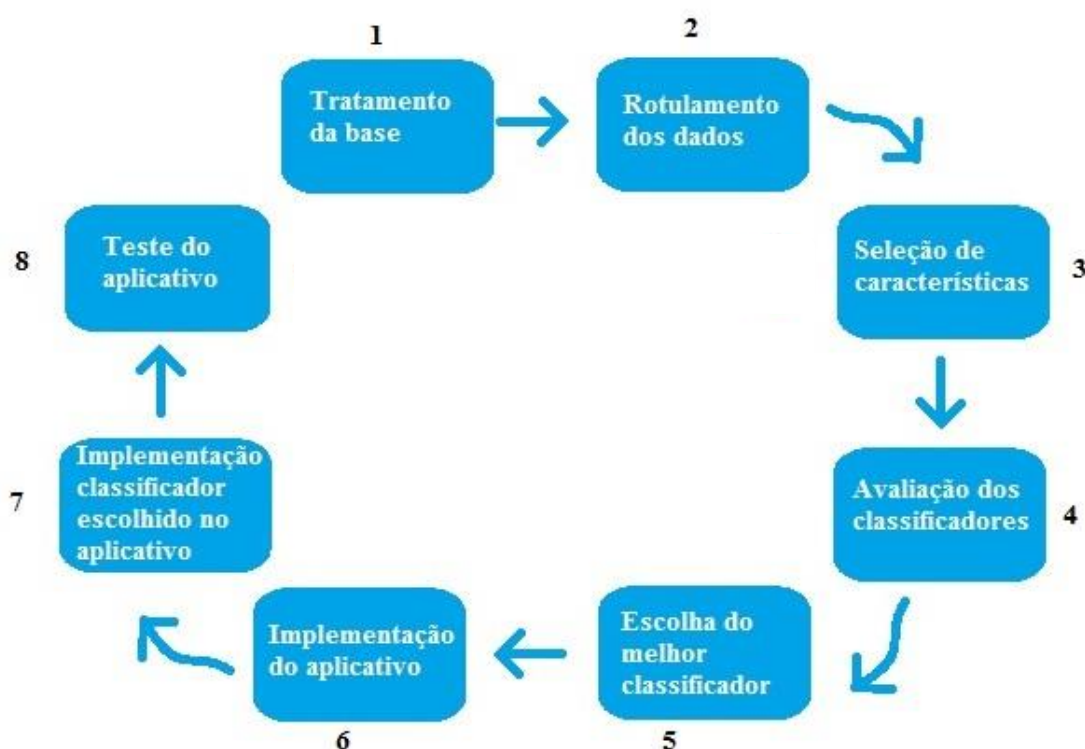 1
Tratamento
da base
2
Rotulamento
dos dados
3
Seleção de
características
4
Avaliação dos
classificadores
5
Escolha do
melhor
classificador
6
Implementação
do aplicativo
7
Implementação
classificador
escolhido no
aplicativo
8
Teste do
aplicativo